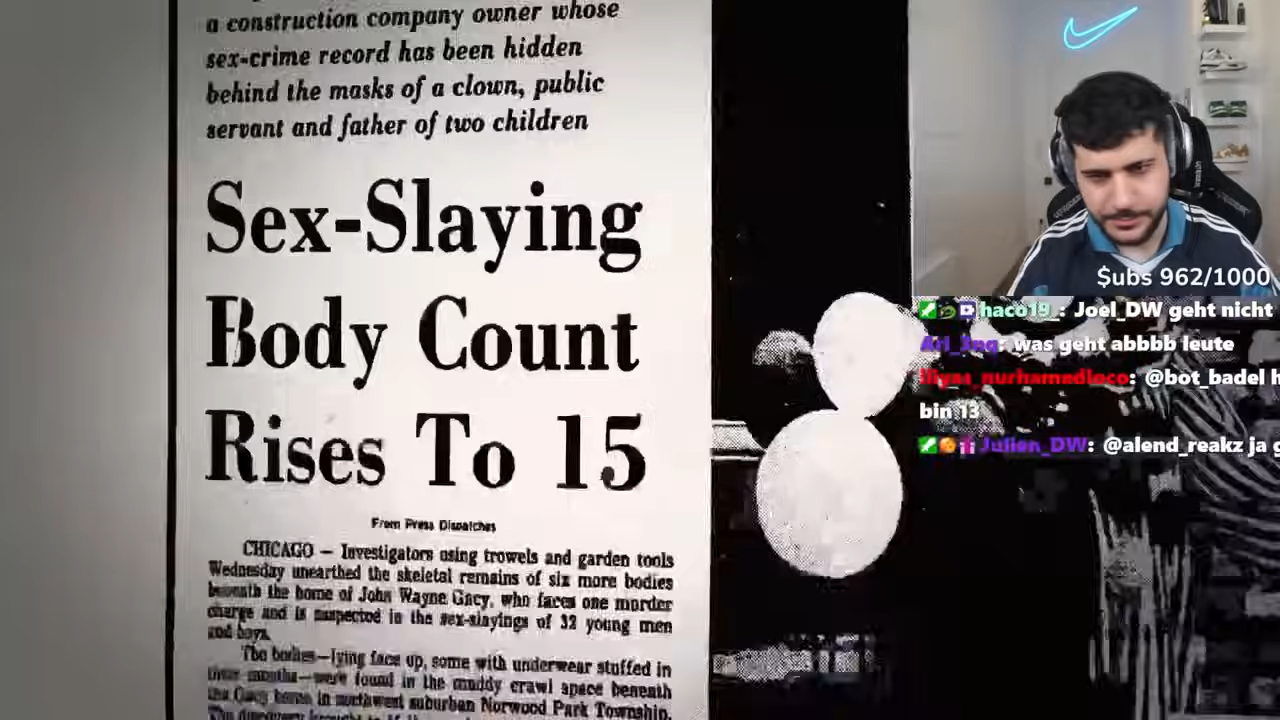 a construction company owner whose
sex-crime record has been hidden
behind the masks of a clown, public
servant and father of two children
Sex-Slaying
Body Count
Rises To 15
From Press Dispatches
CHICAGO — Investigators using trowels and garden tools
Wednesday unearthed the skeletal remains of six more bodies
beneath the home of John Wayne Gacy, who faces one murder
charge and is suspected in the sex-slayings of 32 young men
and boys.
The bodies—lying face up, some with underwear stuffed in
their mouths—were found in the muddy crawl space beneath
the Gacy home in northwest suburban Norwood Park Township.
$ubs 962/1000
haco19_: Joel_DW geht nicht
Ari_3nq: was geht abbbb leute
iliyas_nurhamedloco: @bot_badel h
bin 13
Julien_DW: @alend_reakz ja g